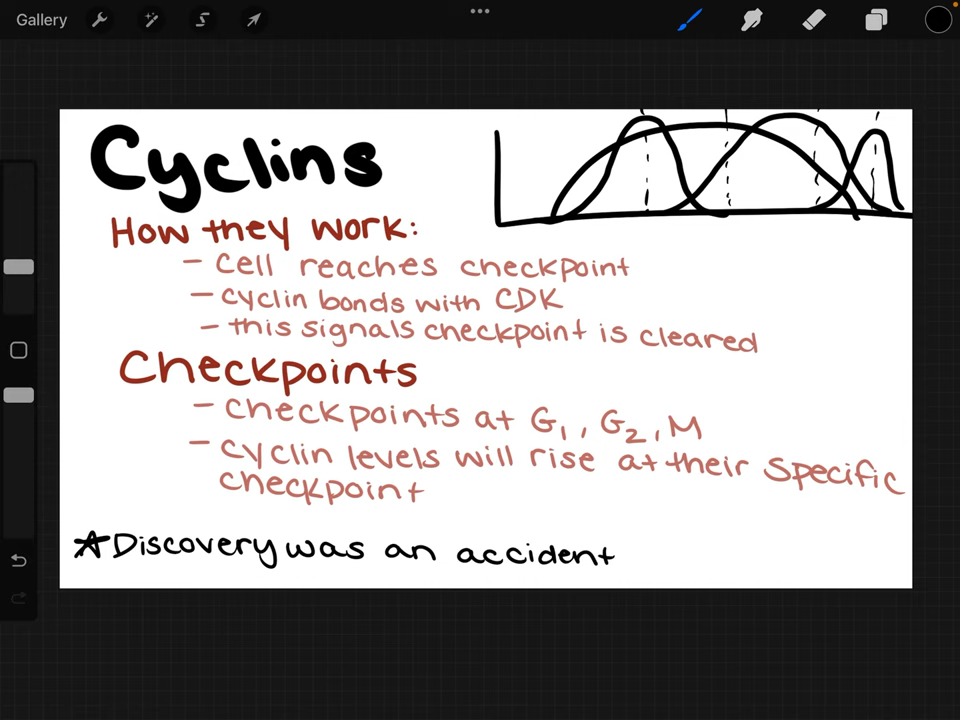 Gallery
Cyclins
How they work:
- cell reaches checkpoint
- cyclin bonds with CDK
- this signals checkpoint is cleared
Checkpoints
- checkpoints at G₁, G₂, M
- cyclin levels will rise at their specific
checkpoint
☆Discovery was an accident